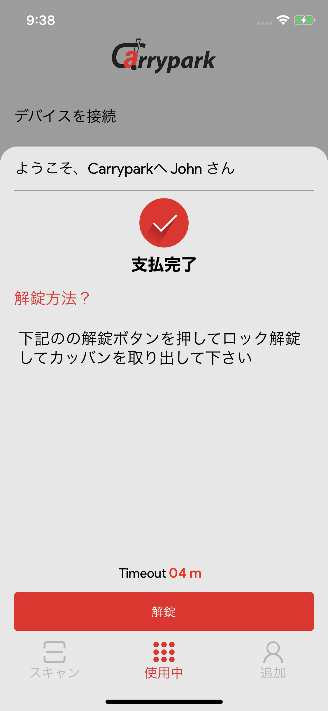 9:38
Carrypark
デバイスを接続
ようこそ、Carryparkへ John さん
支払完了
解錠方法？
下記のの解錠ボタンを押してロック解錠
してカッバンを取り出して下さい
Timeout 04 m
解錠
スキャン 使用中 追加